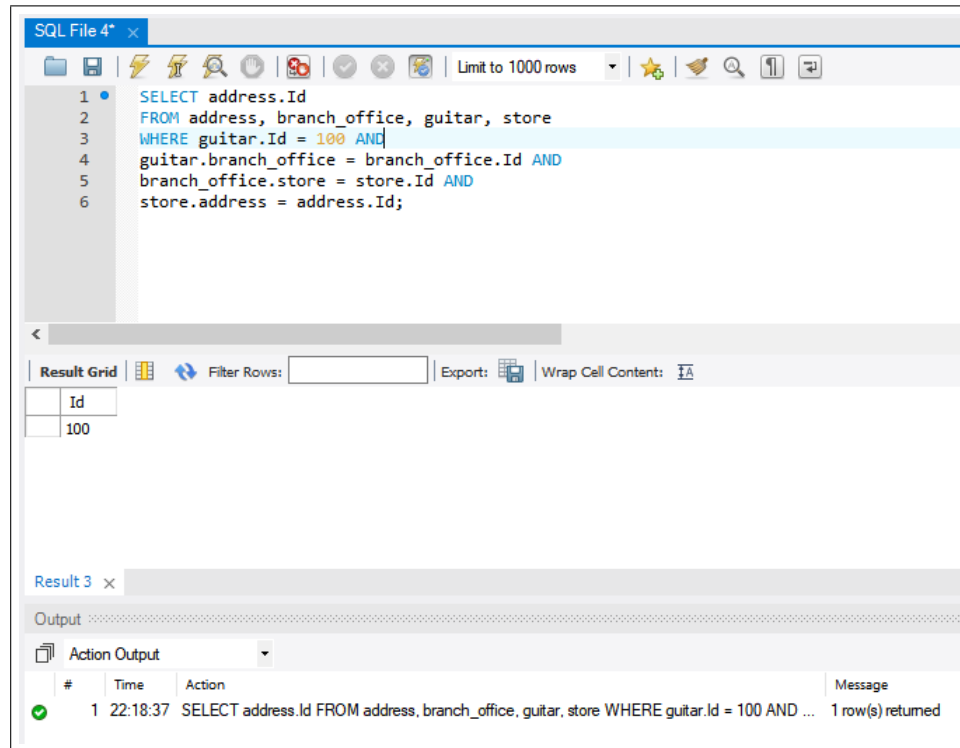 SQL File 4*
Limit to 1000 rows
1 SELECT address.Id
2 FROM address, branch_office, guitar, store
3 WHERE guitar.Id = 100 AND
4 guitar.branch_office = branch_office.Id AND
5 branch_office.store = store.Id AND
6 store.address = address.Id;
Result Grid Filter Rows: Export: Wrap Cell Content:
Id
100
Result 3
Output
Action Output
# Time Action Message
1 22:18:37 SELECT address.Id FROM address, branch_office, guitar, store WHERE guitar.Id = 100 AND ... 1 row(s) returned